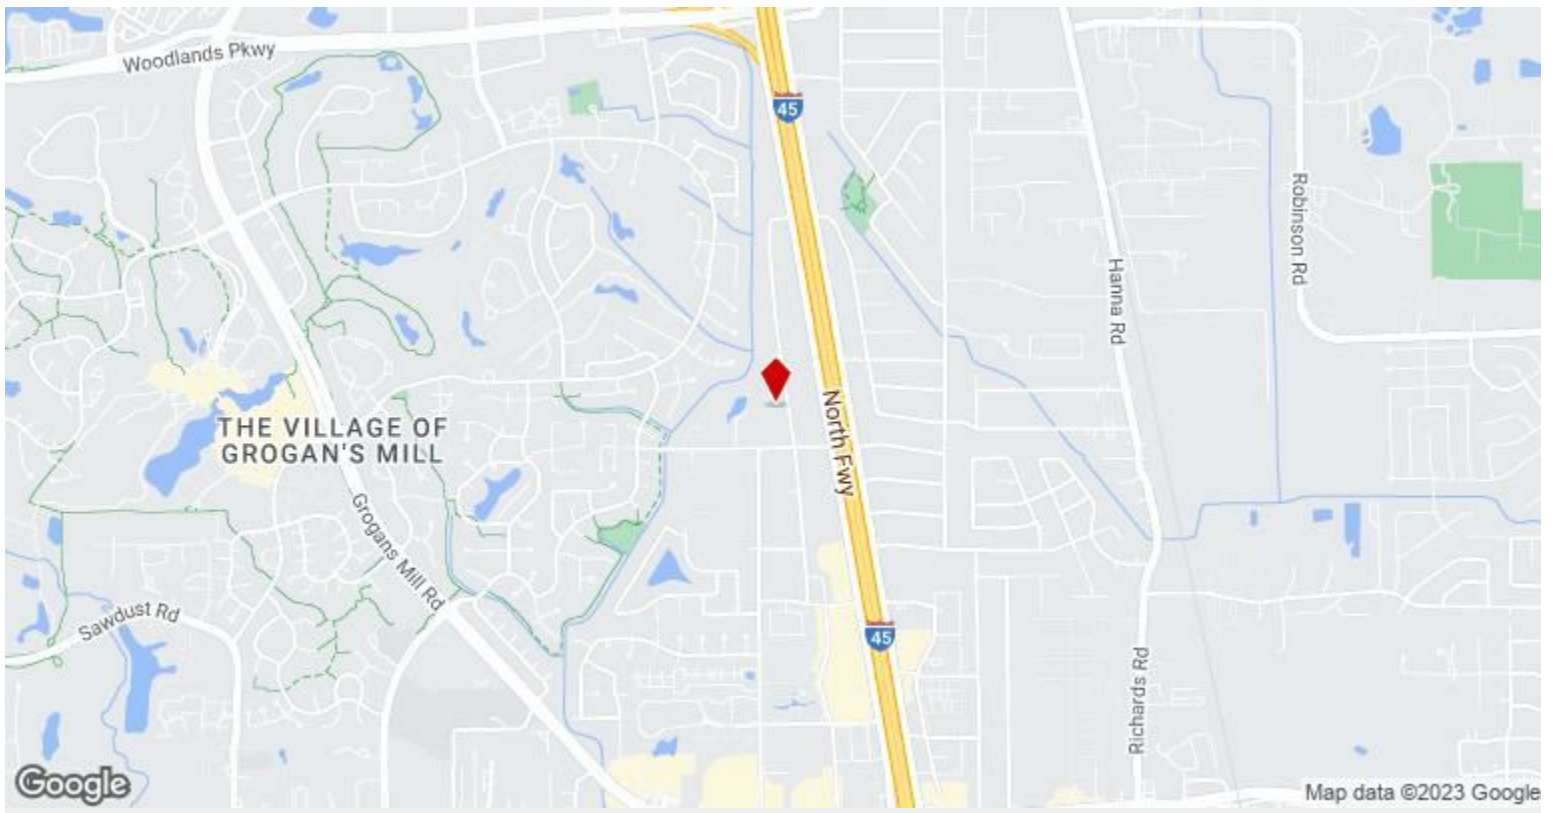 Woodlands Pkwy
45
Robinson Rd
Hanna Rd
North Fwy
THE VILLAGE OF
GROGAN'S MILL
Grogans Mill Rd
Sawdust Rd
45
Richards Rd
Google
Map data ©2023 Google